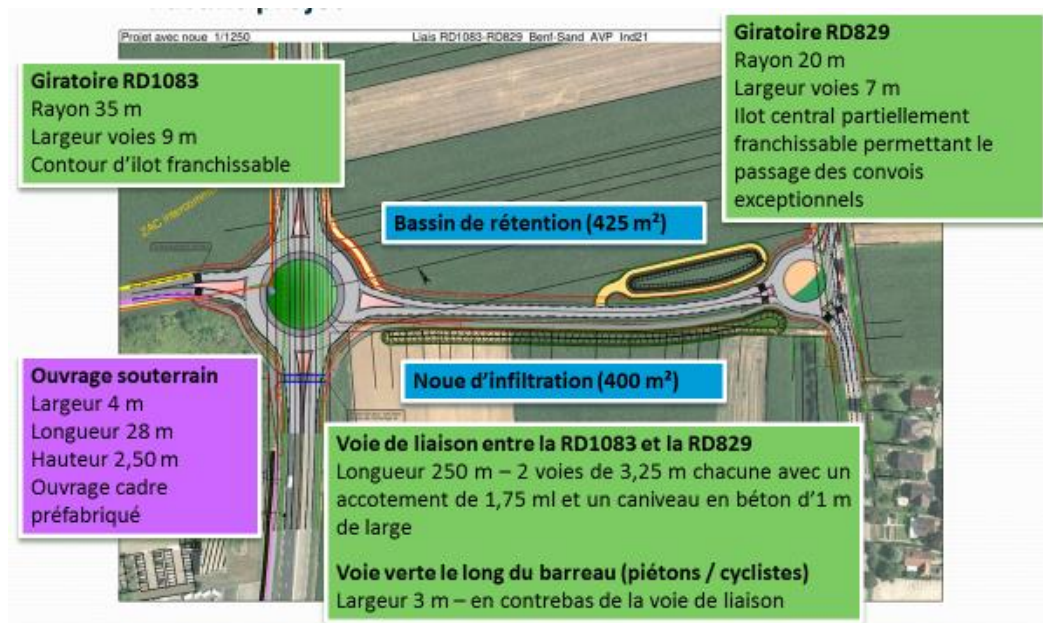 Projet avec noue 1/1250
Liais RD1083-RD829 Benf-Sand AVP Ind21
Giratoire RD1083
Rayon 35 m
Largeur voies 9 m
Contour d'ilot franchissable
Giratoire RD829
Rayon 20 m
Largeur voies 7 m
Ilot central partiellement
franchissable permettant le
passage des convois
exceptionnels
Bassin de rétention (425 m²)
Ouvrage souterrain
Largeur 4 m
Longueur 28 m
Hauteur 2,50 m
Ouvrage cadre
préfabriqué
Noue d'infiltration (400 m²)
Voie de liaison entre la RD1083 et la RD829
Longueur 250 m – 2 voies de 3,25 m chacune avec un
accotement de 1,75 ml et un caniveau en béton d'1 m
de large
Voie verte le long du barreau (piétons / cyclistes)
Largeur 3 m – en contrebas de la voie de liaison